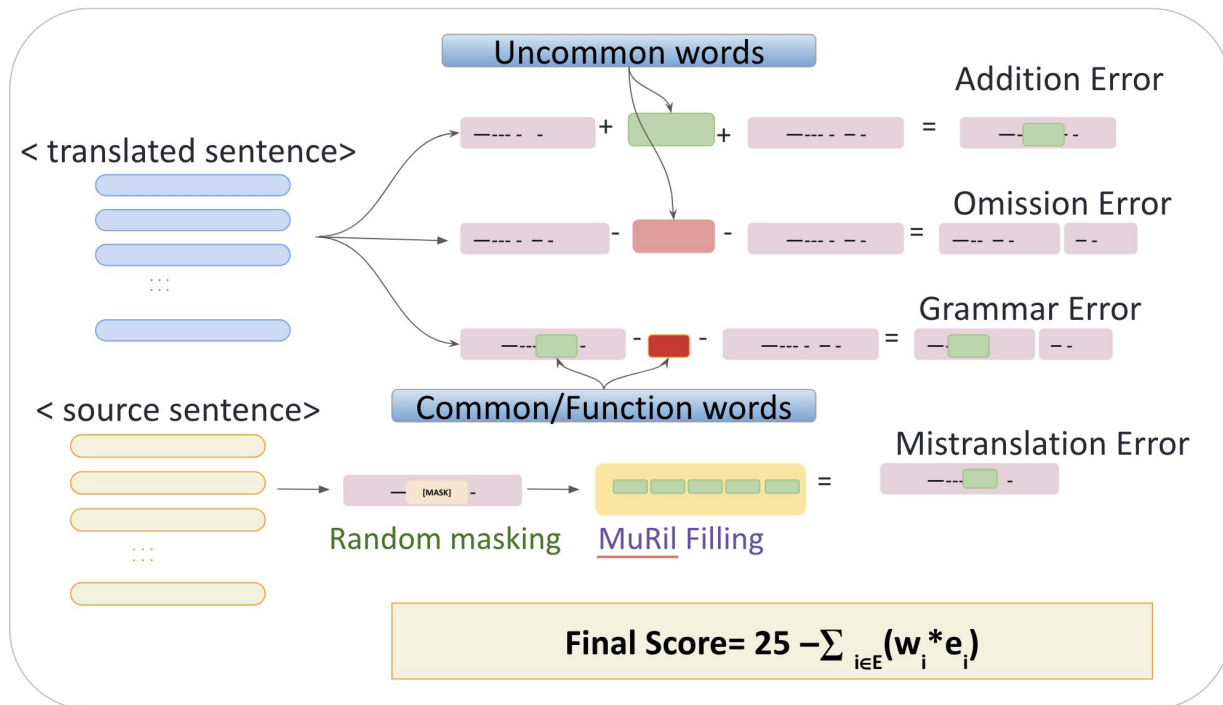 Uncommon words
Addition Error
+
+
=
< translated sentence>
Omission Error
-
-
=
Grammar Error
-
-
=
Common/Function words
< source sentence>
Mistranslation Error
[MASK]
=
Random masking
MuRil Filling
Final Score= 25 –∑ i∈E(wi*ei)